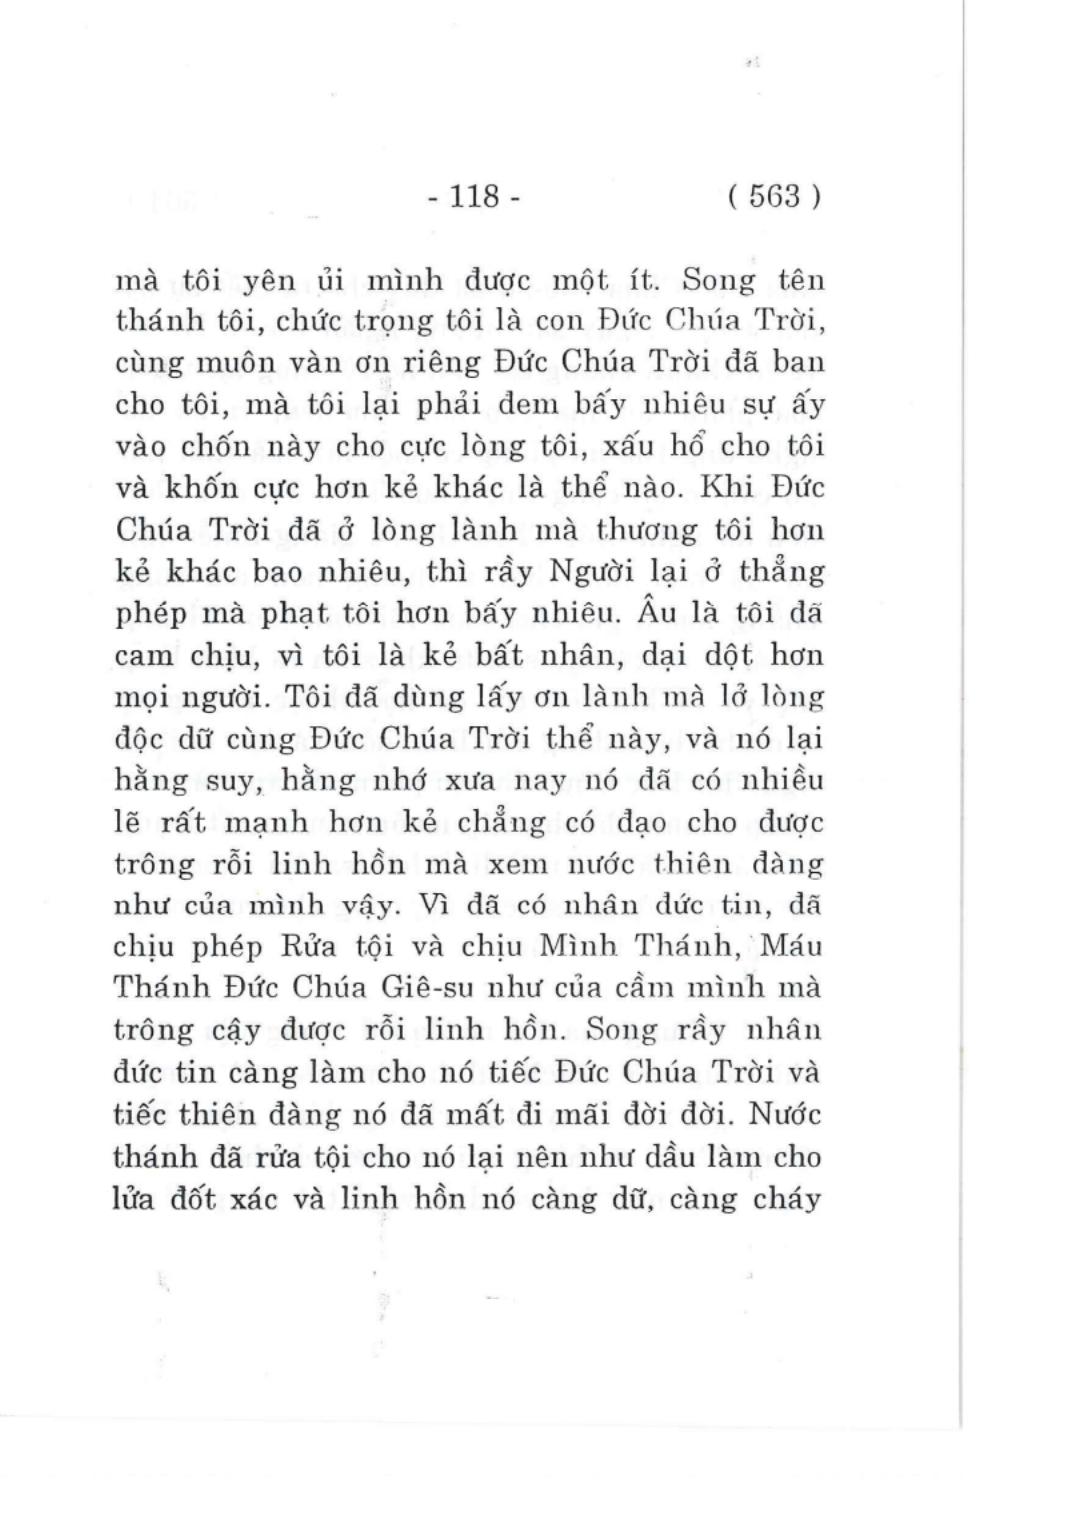 - 118 - ( 563 )
mà tôi yên ủi mình được một ít. Song tên
thánh tôi, chức trọng tôi là con Đức Chúa Trời,
cùng muôn vàn ơn riêng Đức Chúa Trời đã ban
cho tôi, mà tôi lại phải đem bấy nhiêu sự ấy
vào chốn này cho cực lòng tôi, xấu hổ cho tôi
và khốn cực hơn kẻ khác là thể nào. Khi Đức
Chúa Trời đã ở lòng lành mà thương tôi hơn
kẻ khác bao nhiêu, thì rầy Người lại ở thẳng
phép mà phạt tôi hơn bấy nhiêu. Âu là tôi đã
cam chịu, vì tôi là kẻ bất nhân, dại dột hơn
mọi người. Tôi đã dùng lấy ơn lành mà lở lòng
độc dữ cùng Đức Chúa Trời thể này, và nó lại
hằng suy, hằng nhớ xưa nay nó đã có nhiều
lẽ rất mạnh hơn kẻ chẳng có đạo cho được
trông rỗi linh hồn mà xem nước thiên đàng
như của mình vậy. Vì đã có nhân đức tin, đã
chịu phép Rửa tội và chịu Mình Thánh, Máu
Thánh Đức Chúa Giê-su như của cầm mình mà
trông cậy được rỗi linh hồn. Song rầy nhân
đức tin càng làm cho nó tiếc Đức Chúa Trời và
tiếc thiên đàng nó đã mất đi mãi đời đời. Nước
thánh đã rửa tội cho nó lại nên như dầu làm cho
lửa đốt xác và linh hồn nó càng dữ, càng cháy